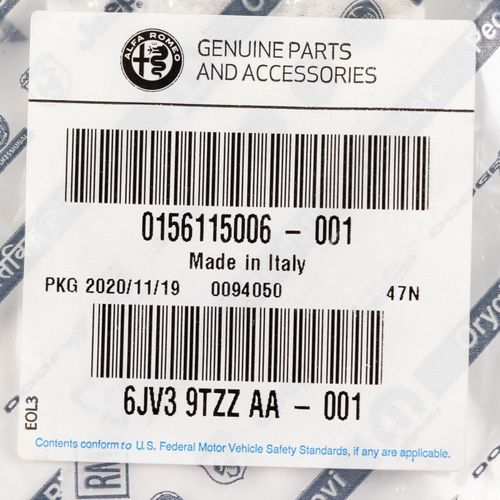 ALFA ROMEO
GENUINE PARTS
AND ACCESSORIES
0156115006 - 001
Made in Italy
PKG 2020/11/19 0094050 47N
6JV3 9TZZ AA - 001
EOL3
Contents conform to U.S. Federal Motor Vehicle Safety Standards, if any are applicable.